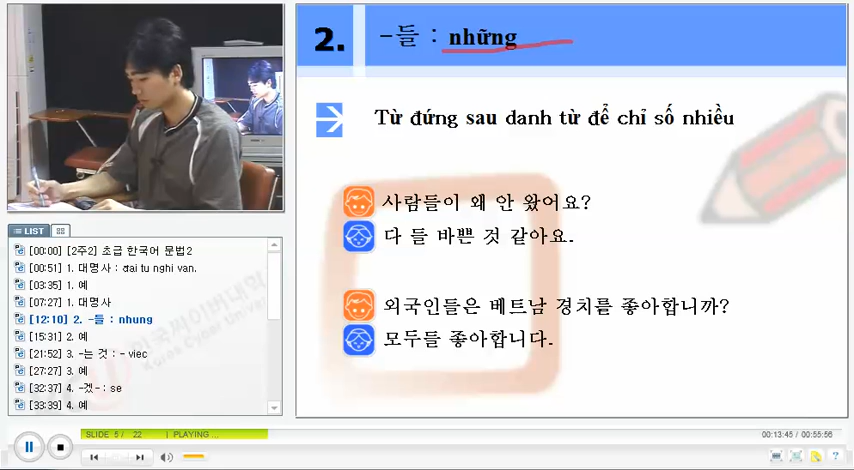 2. -들 : những
Từ đứng sau danh từ để chỉ số nhiều
사람들이 왜 안 왔어요?
다 들 바쁜 것 같아요.
외국인들은 베트남 경치를 좋아합니까?
모두들 좋아합니다.
LIST
[00:00] [2주2] 초급 한국어 문법2
[00:51] 1. 대명사 : đai tu nghi van.
[03:35] 1. 예
[07:27] 1. 대명사
[12:10] 2. -들 : nhung
[15:31] 2. 예
[21:52] 3. -는 것 : - viec
[27:27] 3. 예
[32:37] 4. -겠- : se
[33:39] 4. 예
SLIDE 5 / 22 | PLAYING ...
00:13:45 / 00:55:56